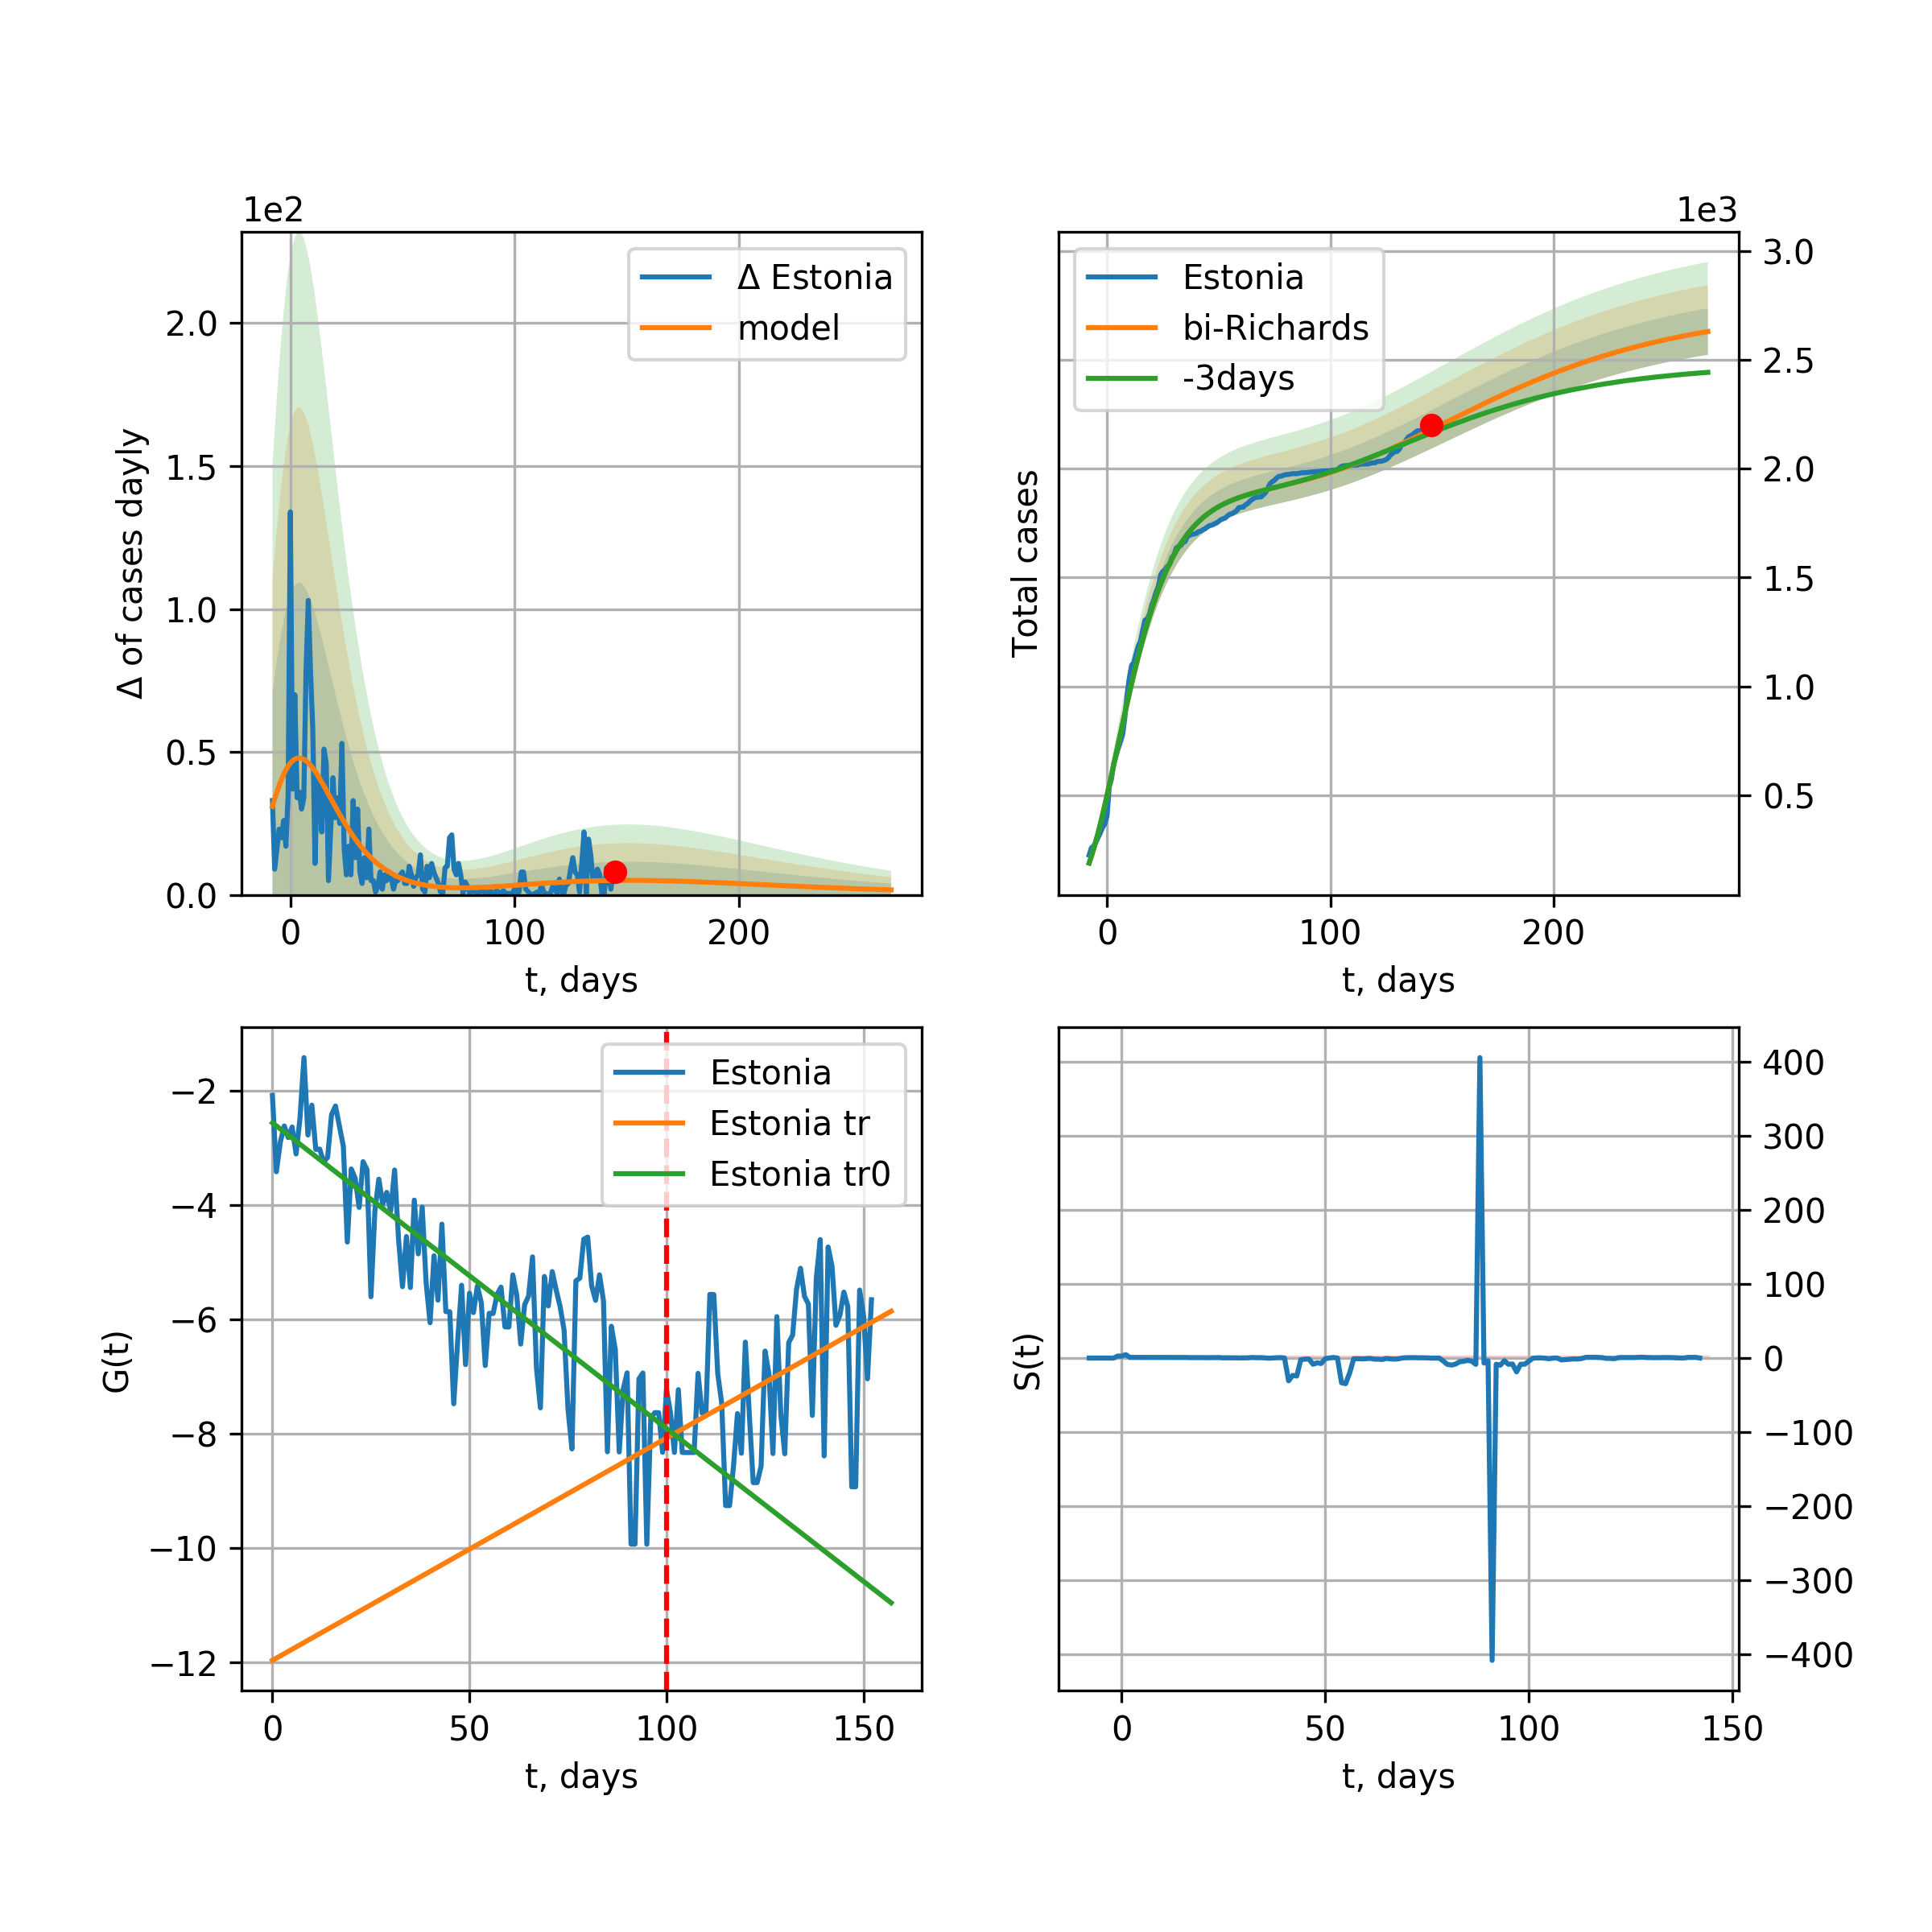 1e2
Δ of cases dayly
2.0
1.5
1.0
0.5
0.0
0 100 200
t, days
Δ Estonia
model
1e3
Total cases
3.0
2.5
2.0
1.5
1.0
0.5
0 100 200
t, days
Estonia
bi-Richards
-3days
G(t)
−2
−4
−6
−8
−10
−12
0 50 100 150
t, days
Estonia
Estonia tr
Estonia tr0
S(t)
400
300
200
100
0
−100
−200
−300
−400
0 50 100 150
t, days